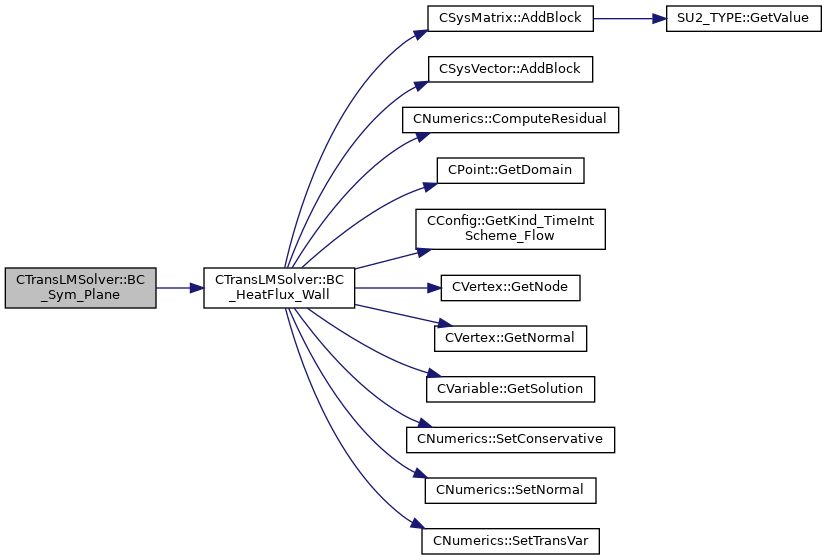 CTransLMSolver::BC
_Sym_Plane
CTransLMSolver::BC
_HeatFlux_Wall
CSysMatrix::AddBlock
SU2_TYPE::GetValue
CSysVector::AddBlock
CNumerics::ComputeResidual
CPoint::GetDomain
CConfig::GetKind_TimeInt
Scheme_Flow
CVertex::GetNode
CVertex::GetNormal
CVariable::GetSolution
CNumerics::SetConservative
CNumerics::SetNormal
CNumerics::SetTransVar